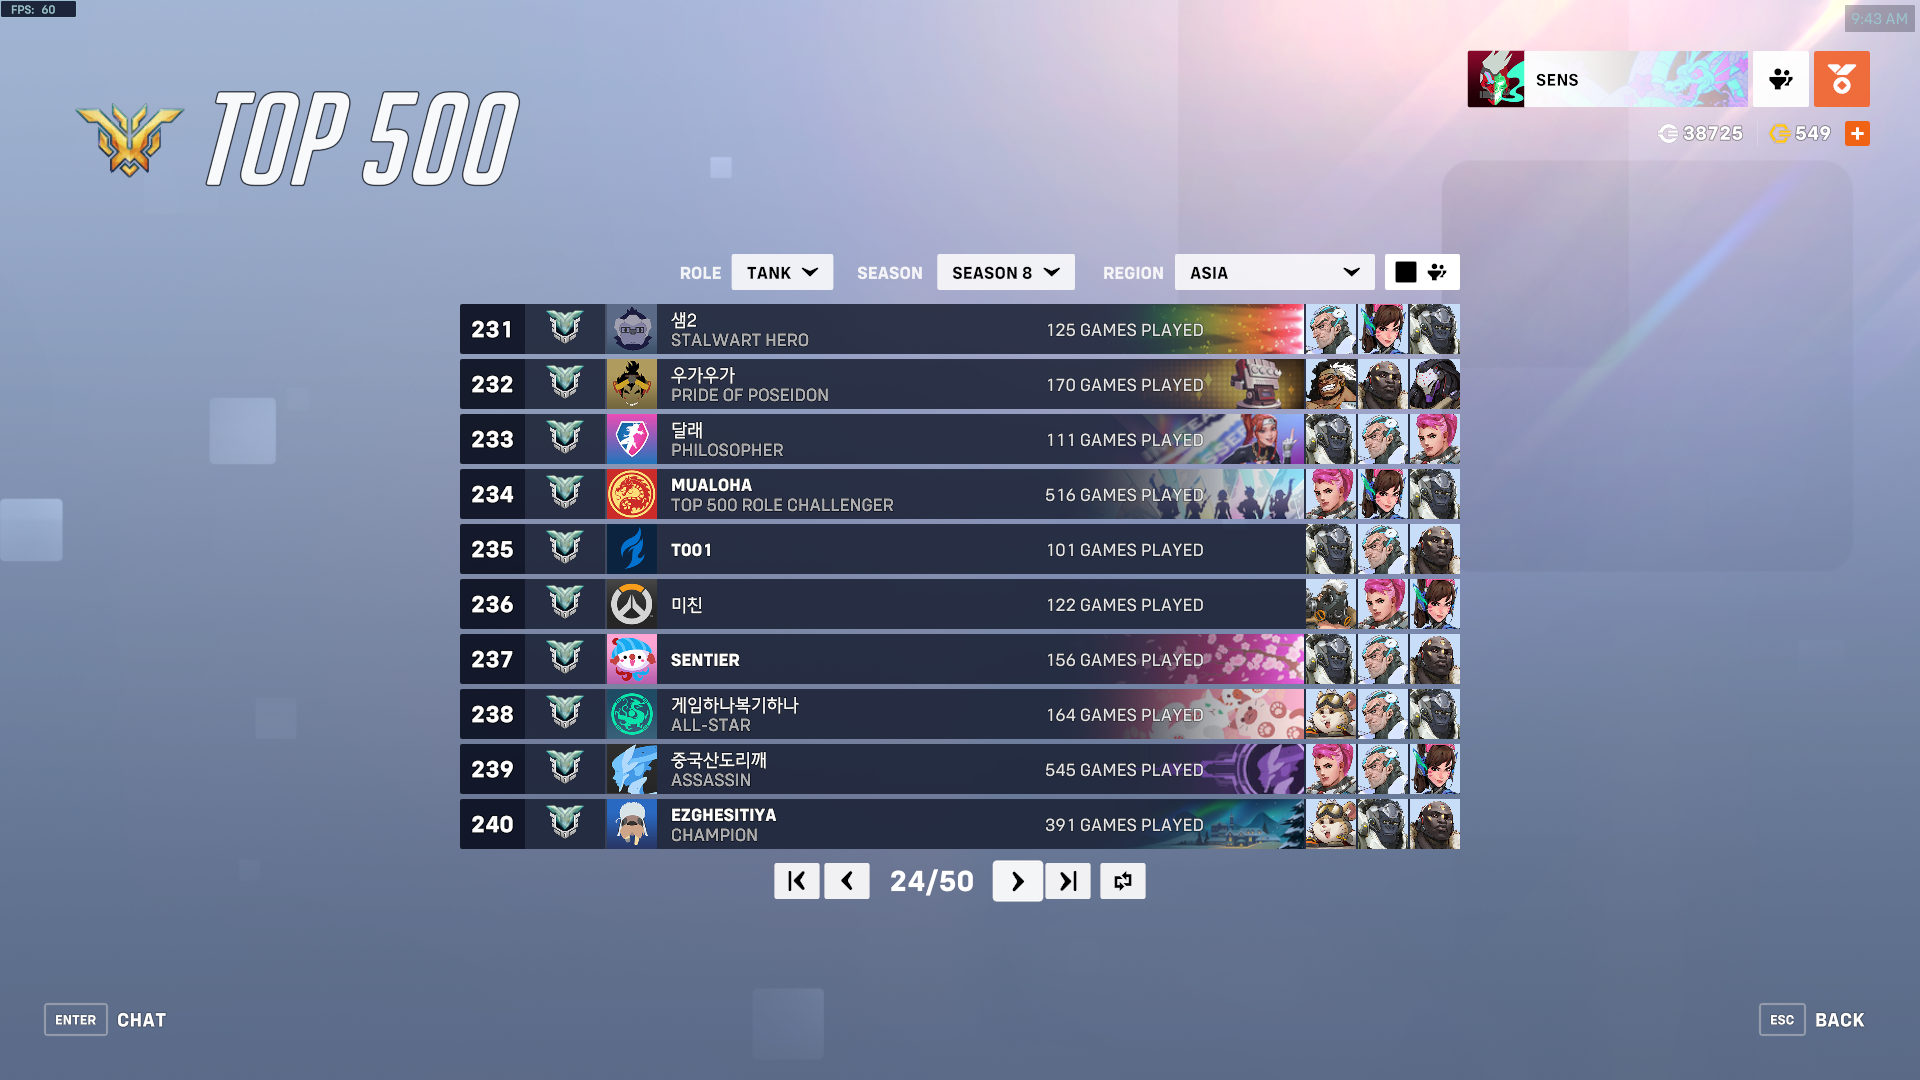 FPS: 60
9:43 AM
TOP 500
SENS
38725
549
ROLE TANK SEASON SEASON 8 REGION ASIA
231 샘2 125 GAMES PLAYED
STALWART HERO
232 우가우가 170 GAMES PLAYED
PRIDE OF POSEIDON
233 달래 111 GAMES PLAYED
PHILOSOPHER
234 MUALOHA 516 GAMES PLAYED
TOP 500 ROLE CHALLENGER
235 TOO1 101 GAMES PLAYED
236 미친 122 GAMES PLAYED
237 SENTIER 156 GAMES PLAYED
238 게임하나복기하나 164 GAMES PLAYED
ALL-STAR
239 중국산도리깨 545 GAMES PLAYED
ASSASSIN
240 EZGHESITIYA 391 GAMES PLAYED
CHAMPION
24/50
ENTER CHAT
ESC BACK